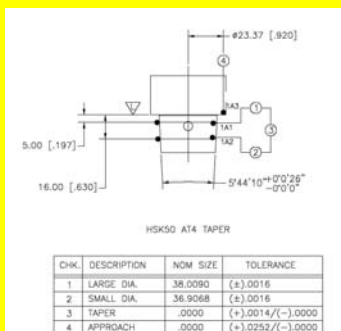 ø23.37 [.920]
4
1
1A3
1
1A1
3
5.00 [.197]
1A2
2
16.00 [.630]
5°44'10"+0'0'26"
-0'0'0"
HSK50 AT4 TAPER
CHK. DESCRIPTION NOM SIZE TOLERANCE
1 LARGE DIA. 38.0090 (±).0016
2 SMALL DIA. 36.9068 (±).0016
3 TAPER .0000 (+).0014/(-).0000
4 APPROACH .0000 (+).0252/(-).0000